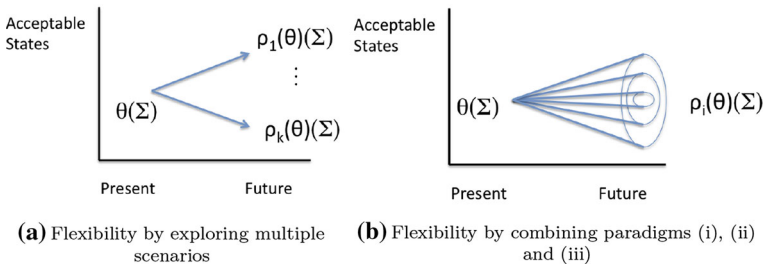 (a)
Acceptable
States
ρ1(θ)(Σ)
⋮
θ(Σ)
ρk(θ)(Σ)
Present
Future
(a) Flexibility by exploring multiple
scenarios
(b)
Acceptable
States
θ(Σ)
ρi(θ)(Σ)
Present
Future
(b) Flexibility by combining paradigms (i), (ii)
and (iii)